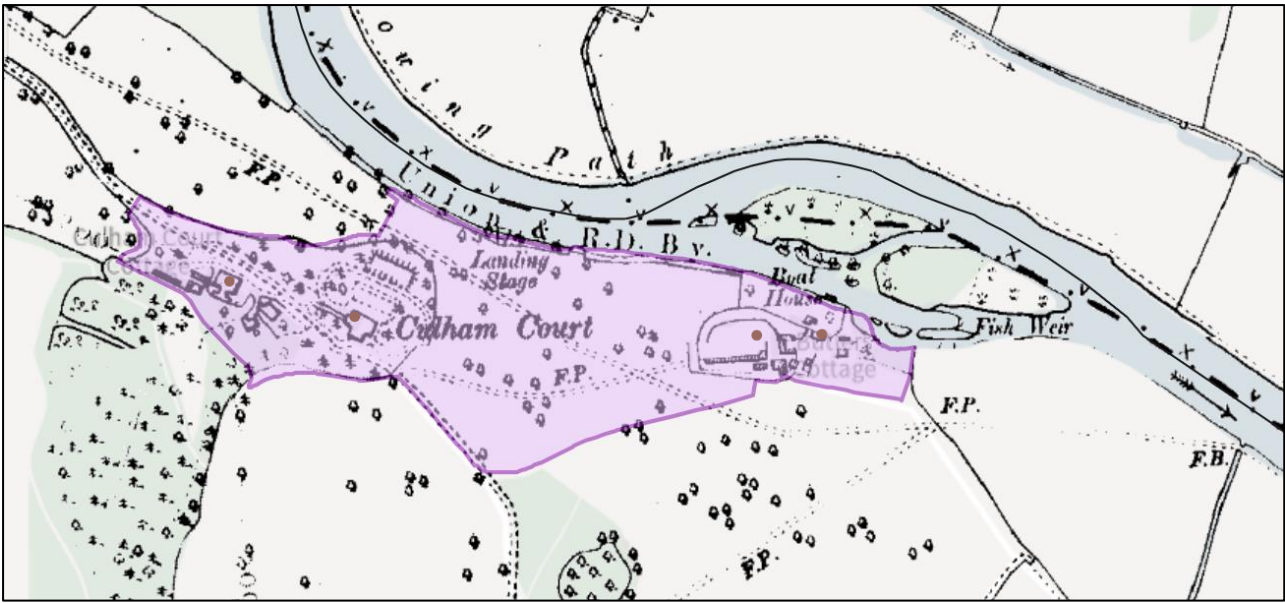 owing
Path
F.P.
Union
& R.D. By.
Culham Court
Cottage
Landing
Stage
Boat
House
Culham Court
Fish Weir
Cottage
F.P.
F.P.
F.B.
F.P.